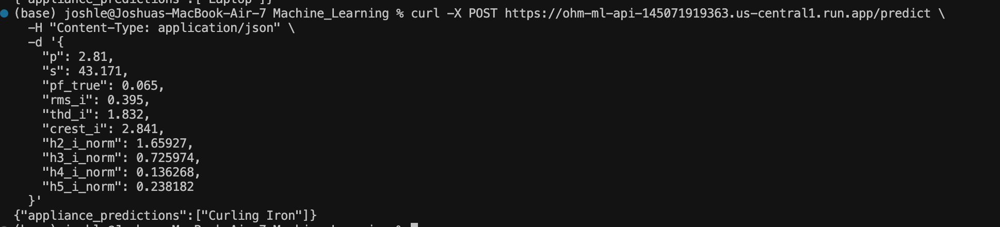 {"appliance_predictions":["Laptop"]}
(base) joshle@Joshuas-MacBook-Air-7 Machine_Learning % curl -X POST https://ohm-ml-api-145071919363.us-central1.run.app/predict \
-H "Content-Type: application/json" \
-d '{
"p": 2.81,
"s": 43.171,
"pf_true": 0.065,
"rms_i": 0.395,
"thd_i": 1.832,
"crest_i": 2.841,
"h2_i_norm": 1.65927,
"h3_i_norm": 0.725974,
"h4_i_norm": 0.136268,
"h5_i_norm": 0.238182
}'
{"appliance_predictions":["Curling Iron"]}
(base) joshle@Joshuas-MacBook-Air-7 Machine_Learning %